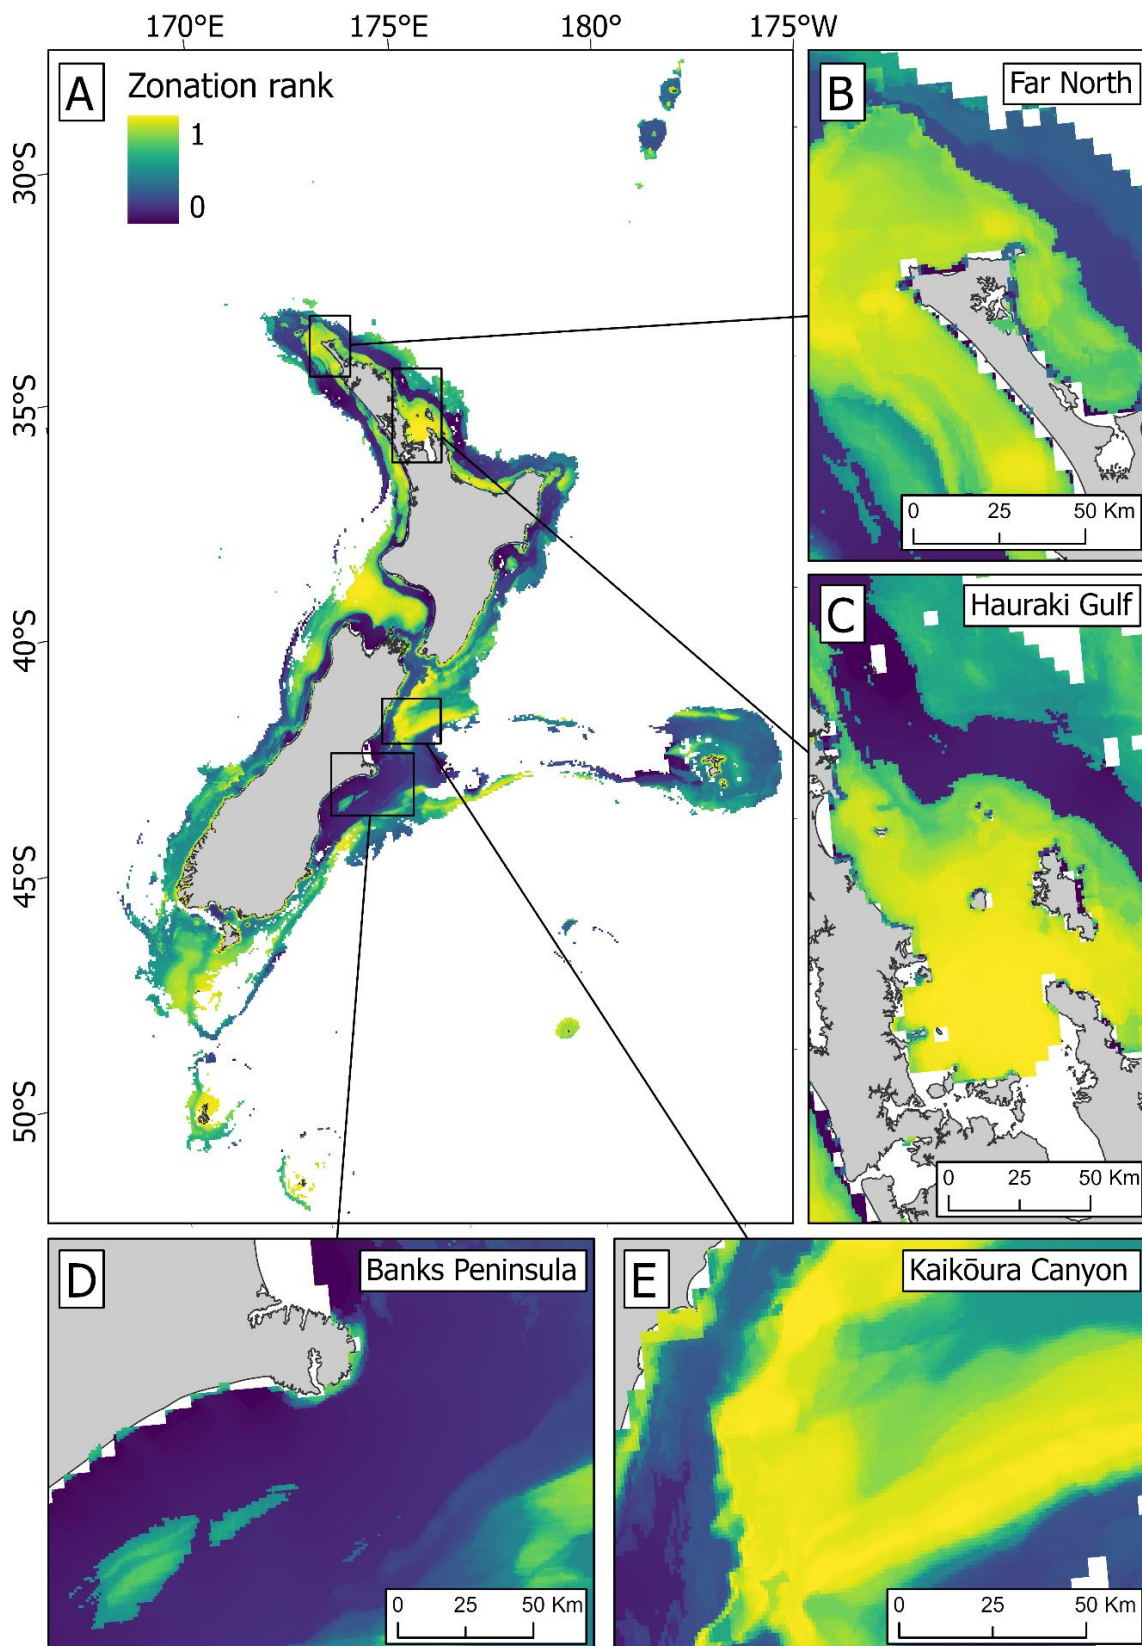 170°E 175°E 180° 175°W
A Zonation rank
1
0
30°S
35°S
40°S
45°S
50°S
B Far North
0 25 50 Km
C Hauraki Gulf
0 25 50 Km
D Banks Peninsula
0 25 50 Km
E Kaikōura Canyon
0 25 50 Km